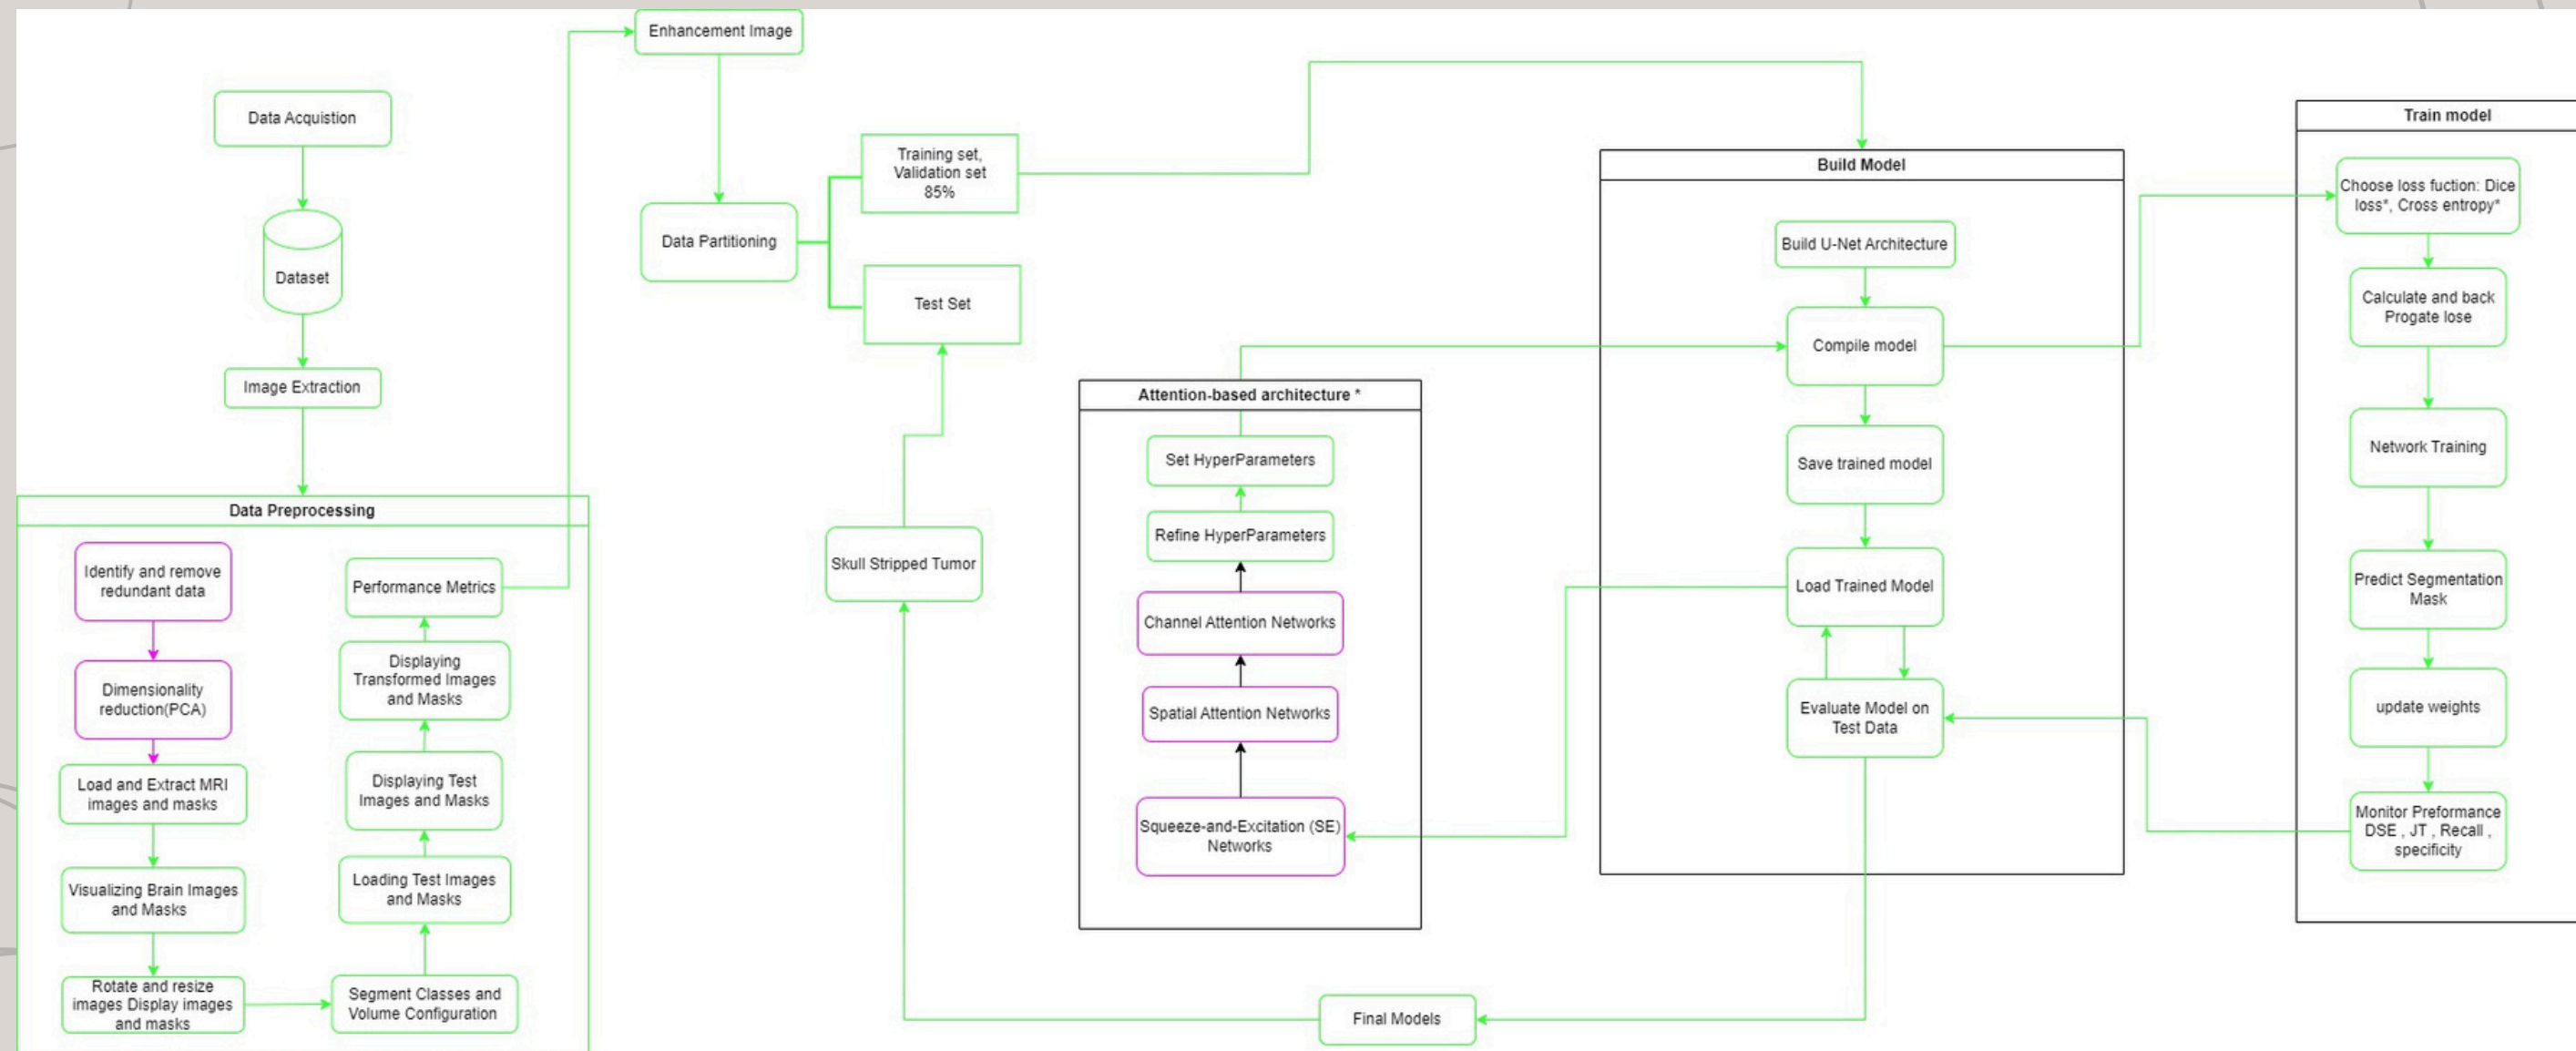 Data Acquistion
Dataset
Image Extraction
Data Preprocessing
Identify and remove
redundant data
Dimensionality
reduction(PCA)
Load and Extract MRI
images and masks
Visualizing Brain Images
and Masks
Rotate and resize
images Display images
and masks
Segment Classes and
Volume Configuration
Loading Test Images
and Masks
Displaying Test
Images and Masks
Displaying
Transformed Images
and Masks
Performance Metrics
Enhancement Image
Data Partitioning
Training set,
Validation set
85%
Test Set
Skull Stripped Tumor
Attention-based architecture *
Set HyperParameters
Refine HyperParameters
Channel Attention Networks
Spatial Attention Networks
Squeeze-and-Excitation (SE)
Networks
Build Model
Build U-Net Architecture
Compile model
Save trained model
Load Trained Model
Evaluate Model on
Test Data
Final Models
Train model
Choose loss fuction: Dice
loss*, Cross entropy*
Calculate and back
Progate lose
Network Training
Predict Segmentation
Mask
update weights
Monitor Preformance
DSE , JT , Recall ,
specificity